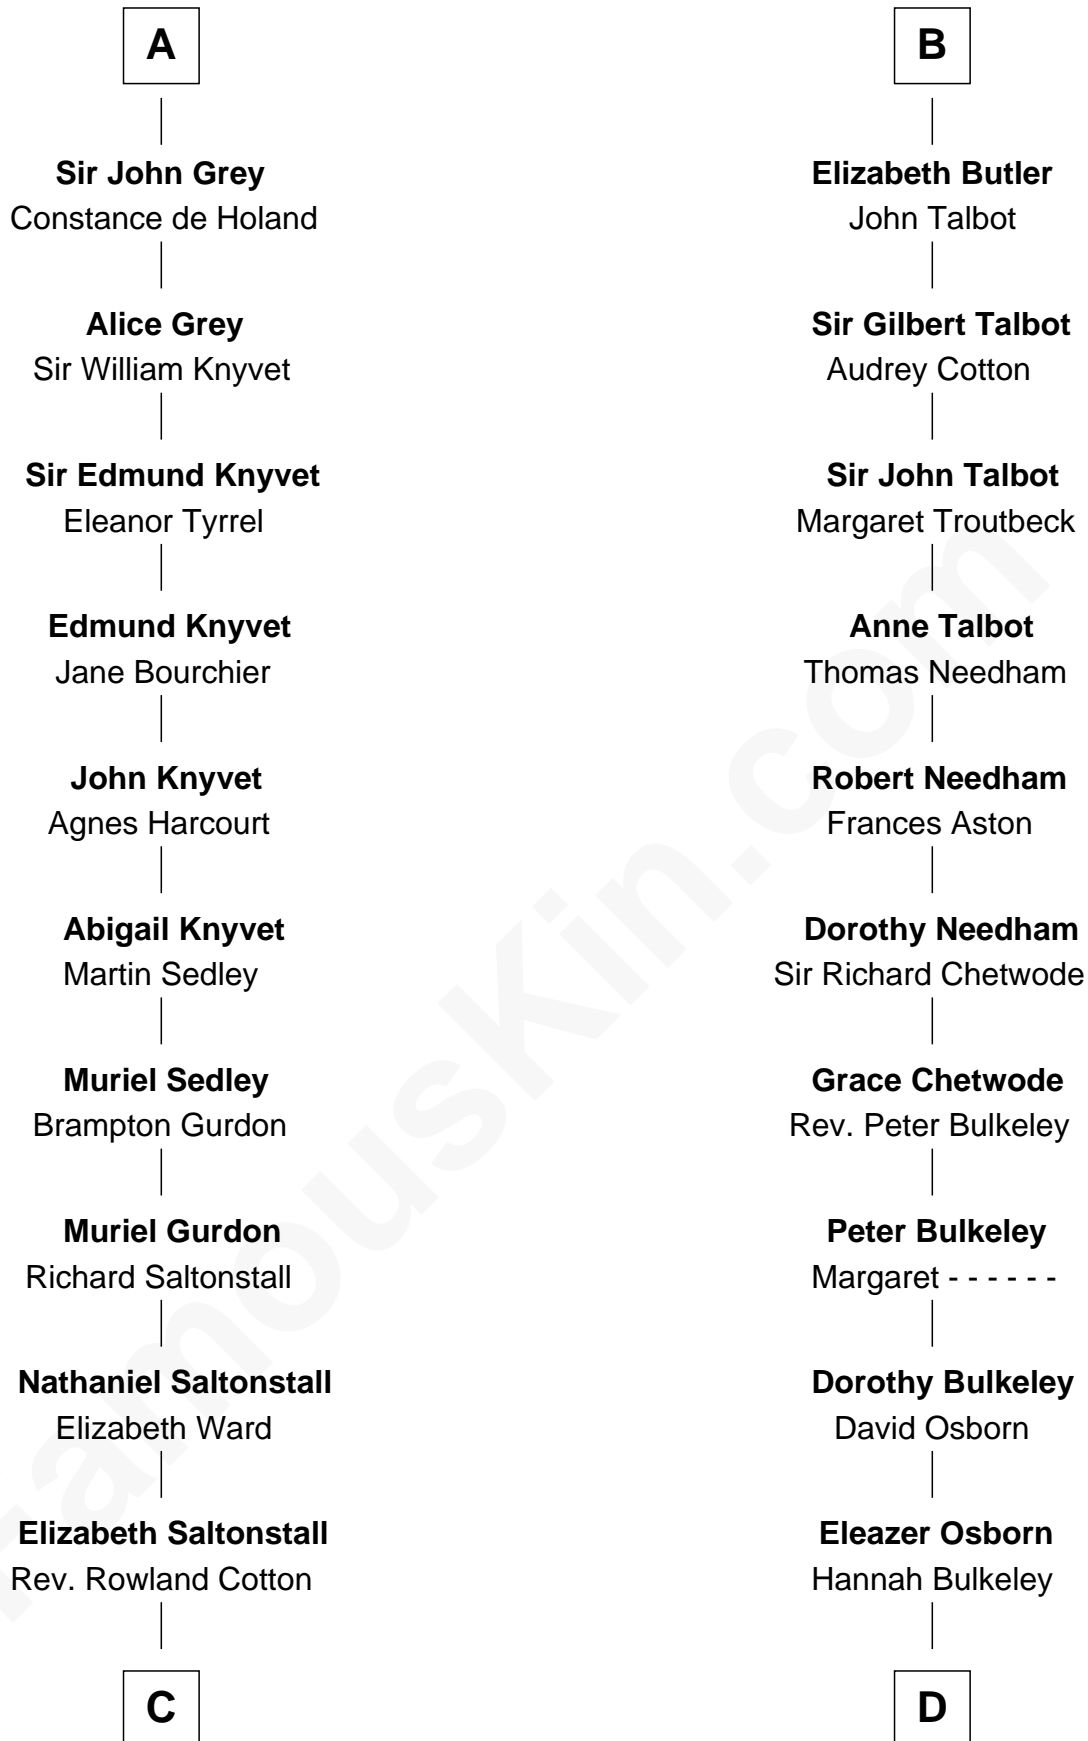 A
Sir John Grey
Constance de Holand
Alice Grey
Sir William Knyvet
Sir Edmund Knyvet
Eleanor Tyrrel
Edmund Knyvet
Jane Bourchier
John Knyvet
Agnes Harcourt
Abigail Knyvet
Martin Sedley
Muriel Sedley
Brampton Gurdon
Muriel Gurdon
Richard Saltonstall
Nathaniel Saltonstall
Elizabeth Ward
Elizabeth Saltonstall
Rev. Rowland Cotton
C
B
Elizabeth Butler
John Talbot
Sir Gilbert Talbot
Audrey Cotton
Sir John Talbot
Margaret Troutbeck
Anne Talbot
Thomas Needham
Robert Needham
Frances Aston
Dorothy Needham
Sir Richard Chetwode
Grace Chetwode
Rev. Peter Bulkeley
Peter Bulkeley
Margaret - - - - - -
Dorothy Bulkeley
David Osborn
Eleazer Osborn
Hannah Bulkeley
D
FamousKin.com